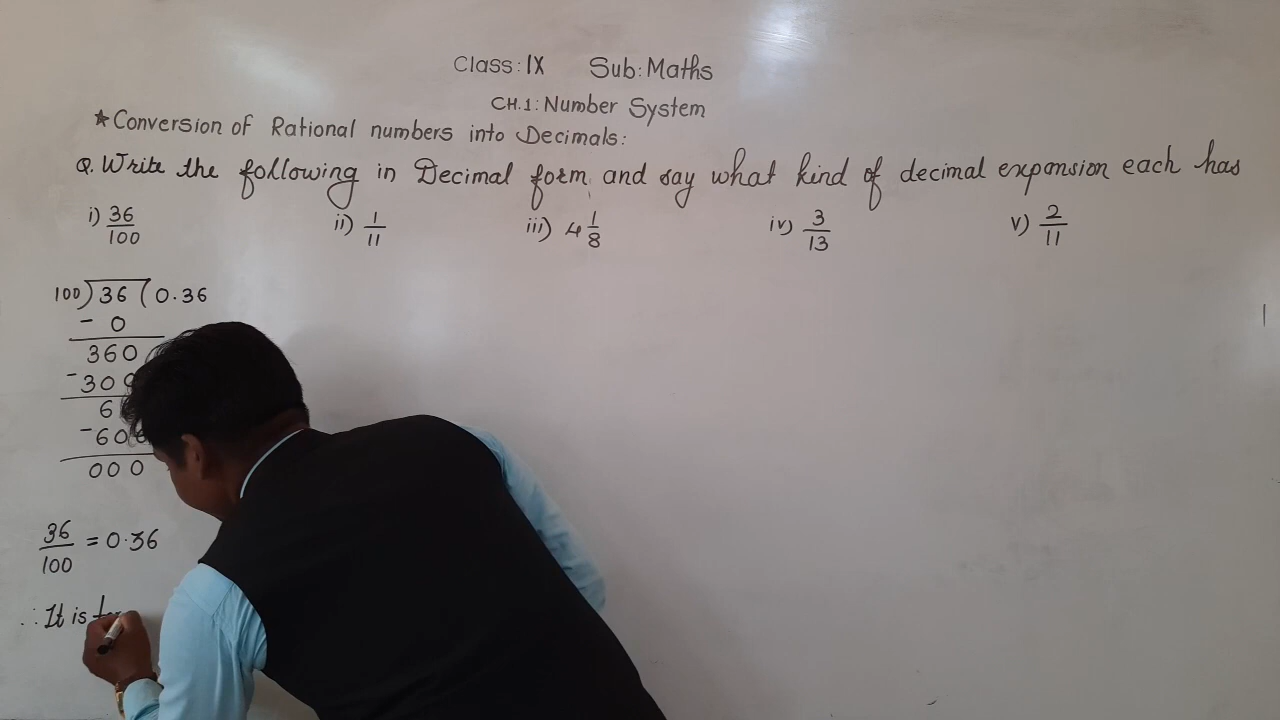 Class: IX Sub: Maths
CH.1: Number System
★ Conversion of Rational numbers into Decimals:
Q. Write the following in Decimal form and say what kind of decimal expansion each has
i) 36/100 ii) 1/11 iii) 4 1/8 iv) 3/13 v) 2/11
100) 36 (0.36
- 0
360
- 300
6
- 600
000
36/100 = 0.36
∴ It is